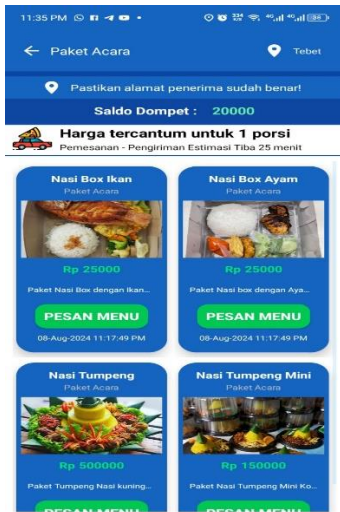 11:35 PM
Paket Acara
Tebet
Pastikan alamat penerima sudah benar!
Saldo Dompet : 20000
Harga tercantum untuk 1 porsi
Pemesanan - Pengiriman Estimasi Tiba 25 menit
Nasi Box Ikan
Paket Acara
Rp 25000
Paket Nasi Box dengan Ikan...
PESAN MENU
08-Aug-2024 11:17:49 PM
Nasi Box Ayam
Paket Acara
Rp 25000
Paket Nasi box dengan Aya...
PESAN MENU
08-Aug-2024 11:17:49 PM
Nasi Tumpeng
Paket Acara
Rp 500000
Paket Tumpeng Nasi kuning...
PESAN MENU
Nasi Tumpeng Mini
Paket Acara
Rp 150000
Paket Nasi Tumpeng Mini Ko...
PESAN MENU